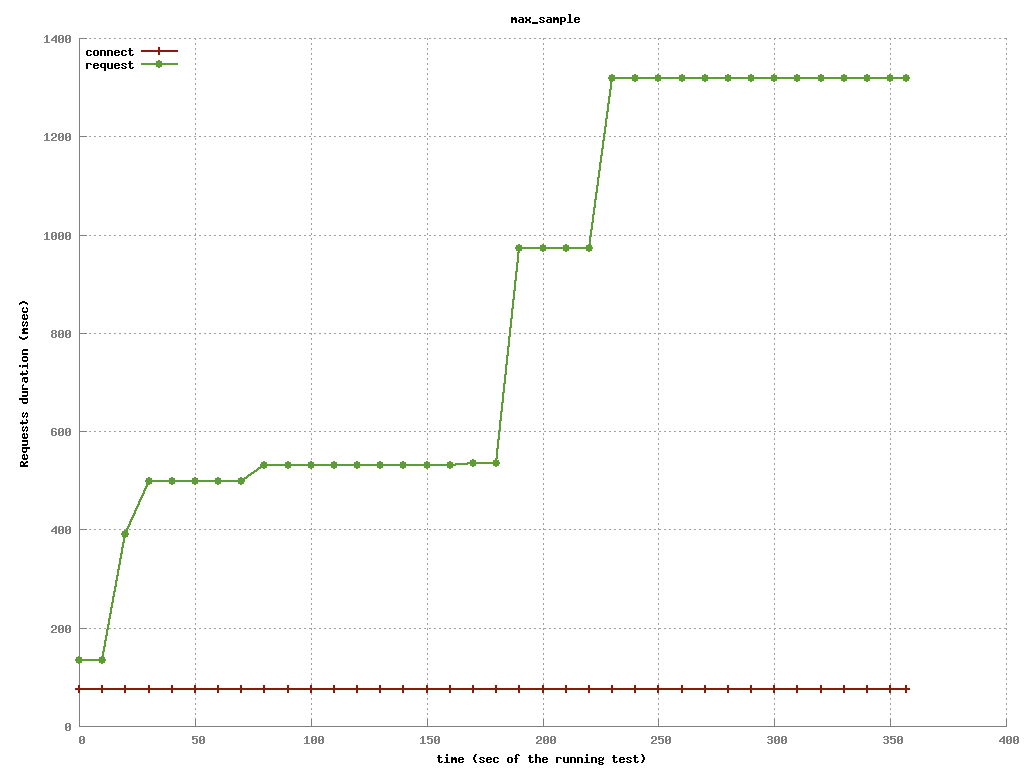 max_sample
1400
connect
request
1200
1000
800
600
400
200
0
Requests duration (msec)
0 50 100 150 200 250 300 350 400
time (sec of the running test)